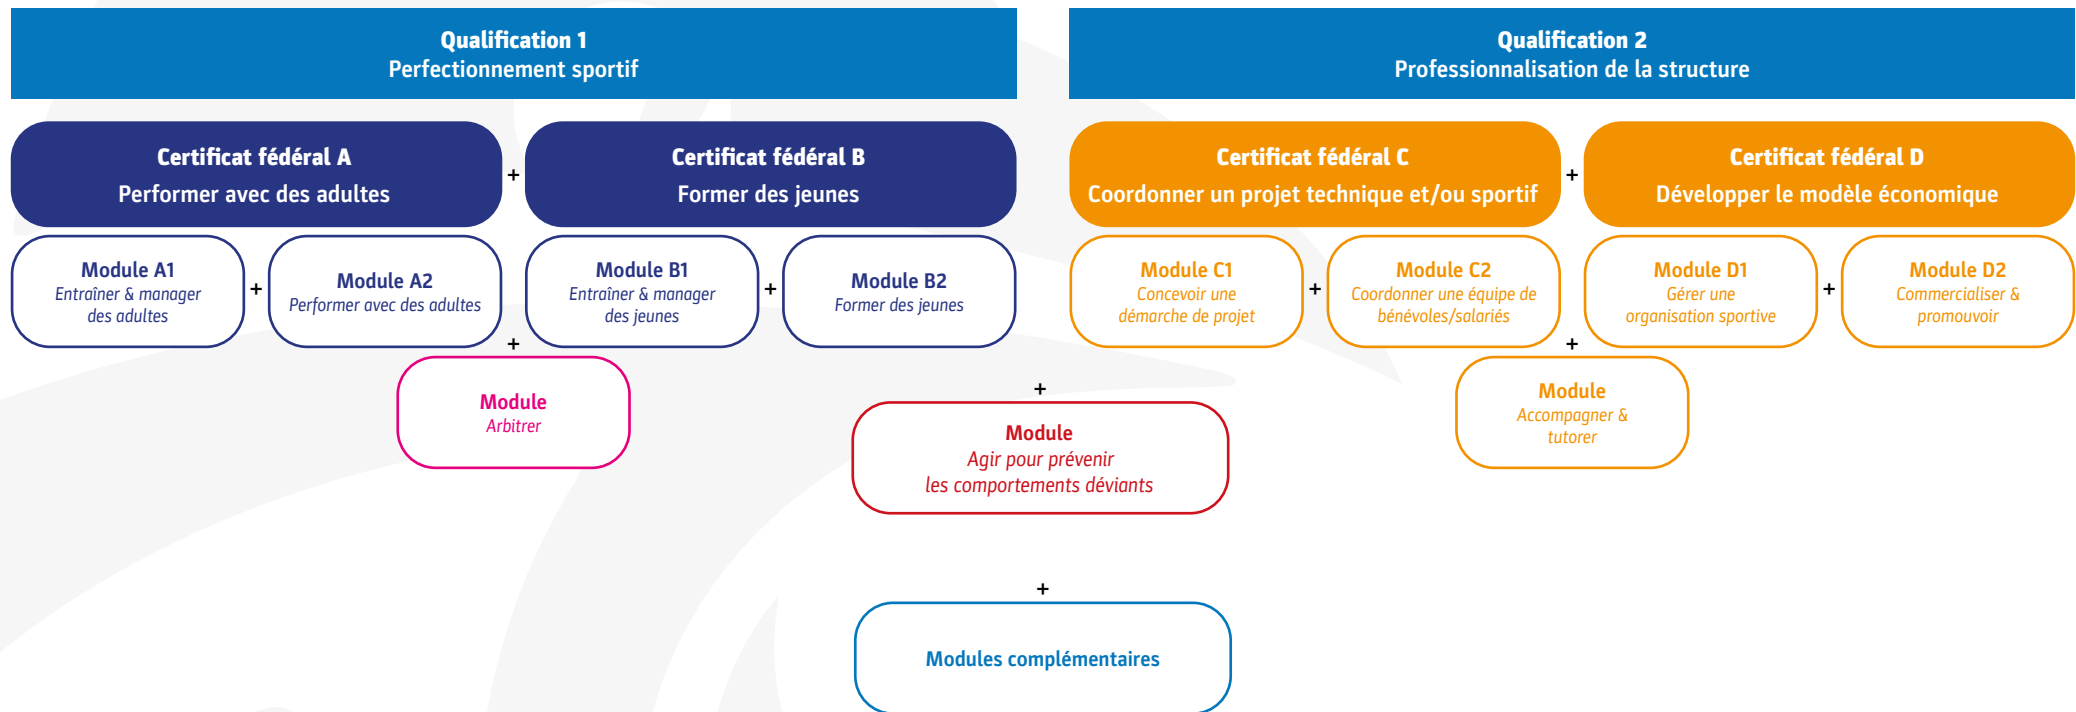 Qualification 1
Perfectionnement sportif
Qualification 2
Professionnalisation de la structure
Certificat fédéral A
Performer avec des adultes
+
Certificat fédéral B
Former des jeunes
Certificat fédéral C
Coordonner un projet technique et/ou sportif
+
Certificat fédéral D
Développer le modèle économique
Module A1
Entraîner & manager
des adultes
+
Module A2
Performer avec des adultes
Module B1
Entraîner & manager
des jeunes
+
Module B2
Former des jeunes
Module C1
Concevoir une
démarche de projet
+
Module C2
Coordonner une équipe de
bénévoles/salariés
Module D1
Gérer une
organisation sportive
+
Module D2
Commercialiser &
promouvoir
+
Module
Arbitrer
+
Module
Agir pour prévenir
les comportements déviants
+
Module
Accompagner &
tutorer
+
Modules complémentaires